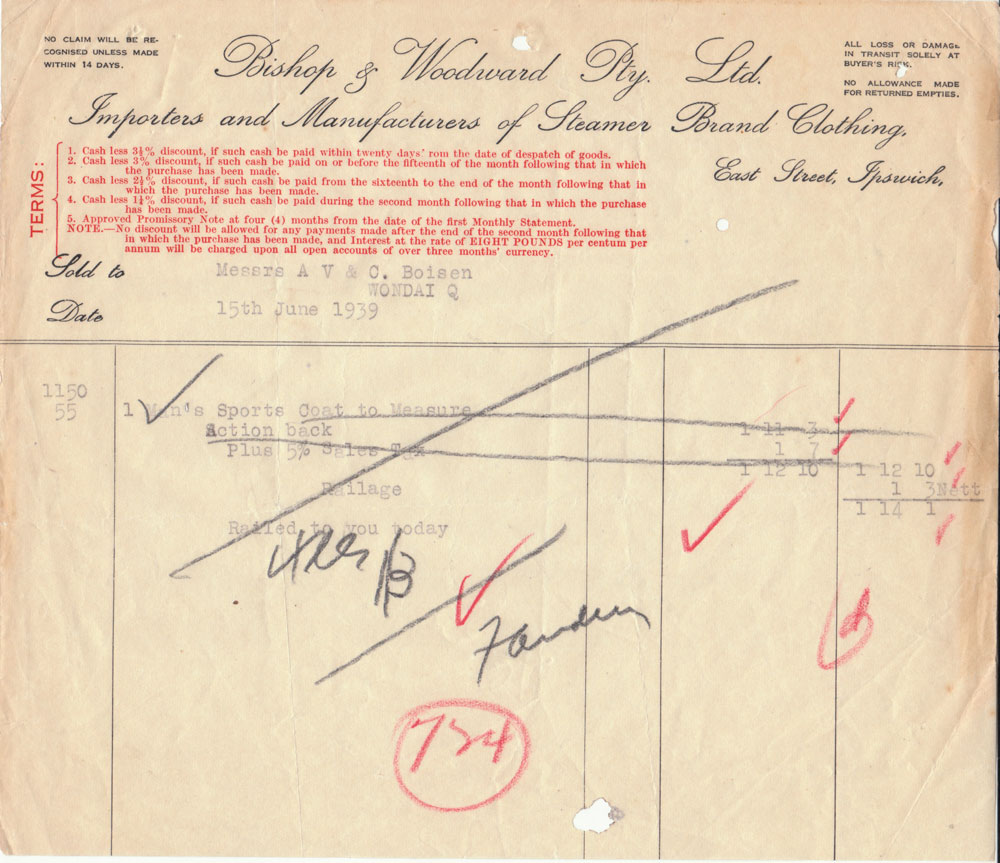 NO CLAIM WILL BE RE-
COGNISED UNLESS MADE
WITHIN 14 DAYS.
ALL LOSS OR DAMAGE
IN TRANSIT SOLELY AT
BUYER'S RISK.
NO ALLOWANCE MADE
FOR RETURNED EMPTIES.
Bishop & Woodward Pty. Ltd.
Importers and Manufacturers of Steamer Brand Clothing,
East Street, Ipswich,
TERMS:
1. Cash less 3½% discount, if such cash be paid within twenty days' rom the date of despatch of goods.
2. Cash less 3% discount, if such cash be paid on or before the fifteenth of the month following that in which
the purchase has been made.
3. Cash less 2½% discount, if such cash be paid from the sixteenth to the end of the month following that in
which the purchase has been made.
4. Cash less 1¼% discount, if such cash be paid during the second month following that in which the purchase
has been made.
5. Approved Promissory Note at four (4) months from the date of the first Monthly Statement.
NOTE.—No discount will be allowed for any payments made after the end of the second month following that
in which the purchase has been made, and Interest at the rate of EIGHT POUNDS per centum per
annum will be charged upon all open accounts of over three months' currency.
Sold to Messrs A V & C. Boisen
WONDAI Q
Date 15th June 1939
1150
55 1 Man's Sports Coat to Measure
Action back 1 11 3
Plus 5% Sales Tax 1 7
1 12 10 1 12 10
Railage 1 3 Nett
1 14 1
Railed to you today
734